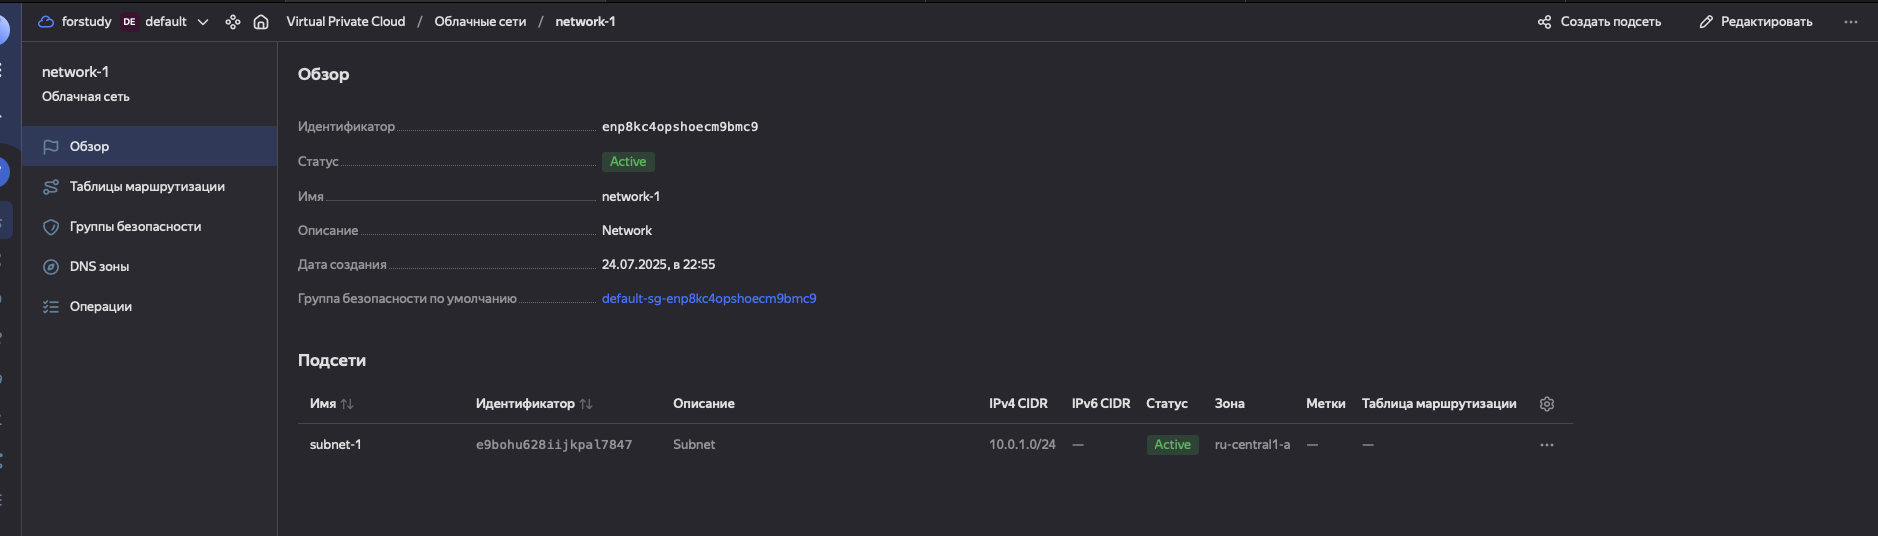 forstudy DE default Virtual Private Cloud / Облачные сети / network-1 Создать подсеть Редактировать ···
network-1
Облачная сеть
Обзор
Таблицы маршрутизации
Группы безопасности
DNS зоны
Операции
Обзор
Идентификатор enp8kc4opshoecm9bmc9
Статус Active
Имя network-1
Описание Network
Дата создания 24.07.2025, в 22:55
Группа безопасности по умолчанию default-sg-enp8kc4opshoecm9bmc9
Подсети
Имя Идентификатор Описание IPv4 CIDR IPv6 CIDR Статус Зона Метки Таблица маршрутизации
subnet-1 e9bohu628iijkpal7847 Subnet 10.0.1.0/24 — Active ru-central1-a — — ···